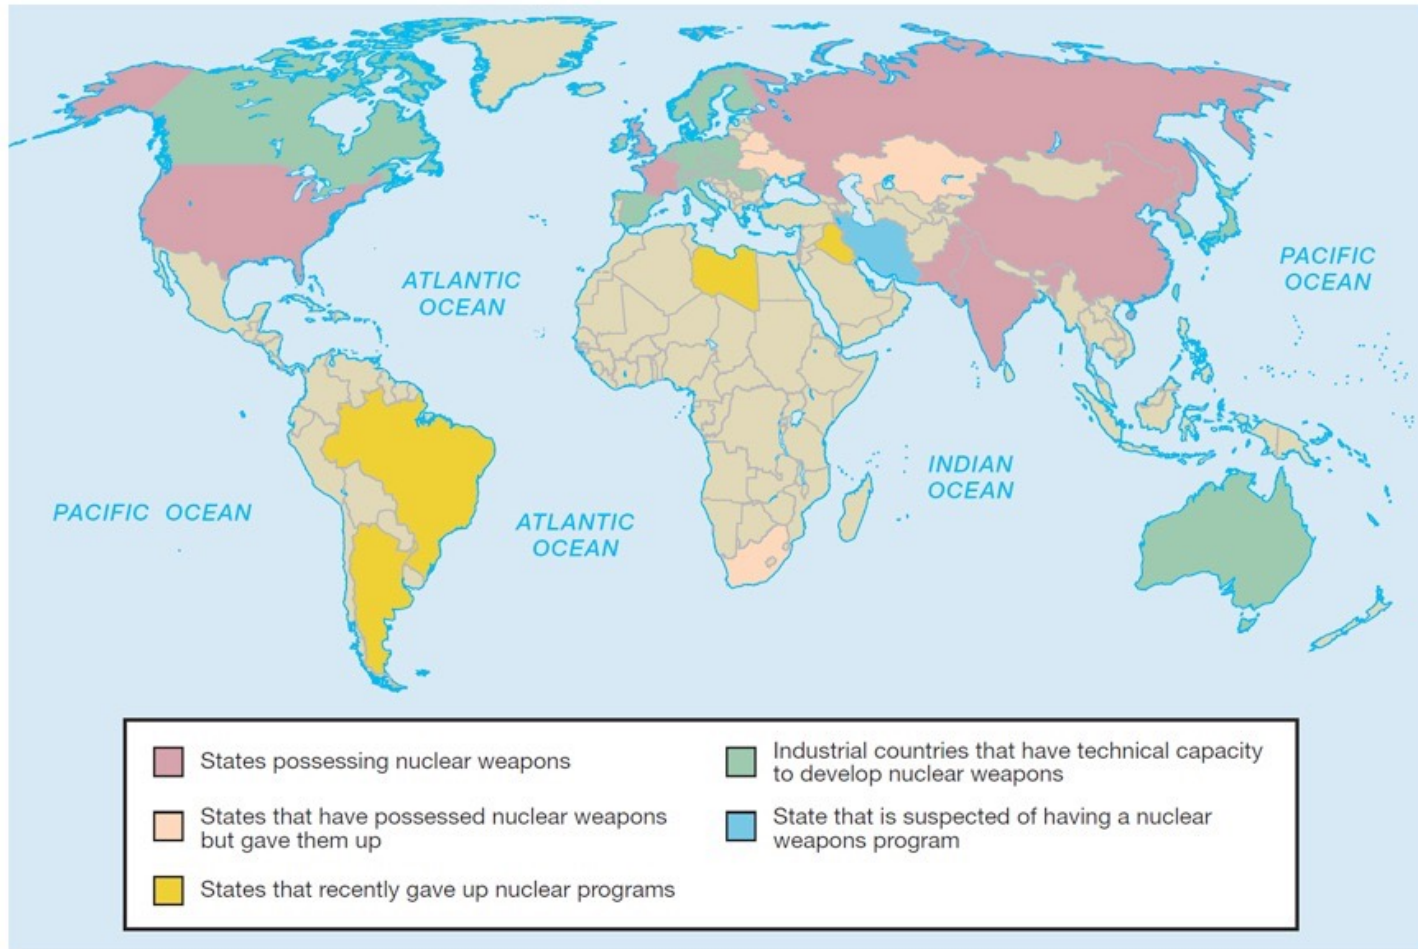 PACIFIC
OCEAN
ATLANTIC
OCEAN
INDIAN
OCEAN
PACIFIC OCEAN
ATLANTIC
OCEAN
States possessing nuclear weapons
States that have possessed nuclear weapons
but gave them up
States that recently gave up nuclear programs
Industrial countries that have technical capacity
to develop nuclear weapons
State that is suspected of having a nuclear
weapons program